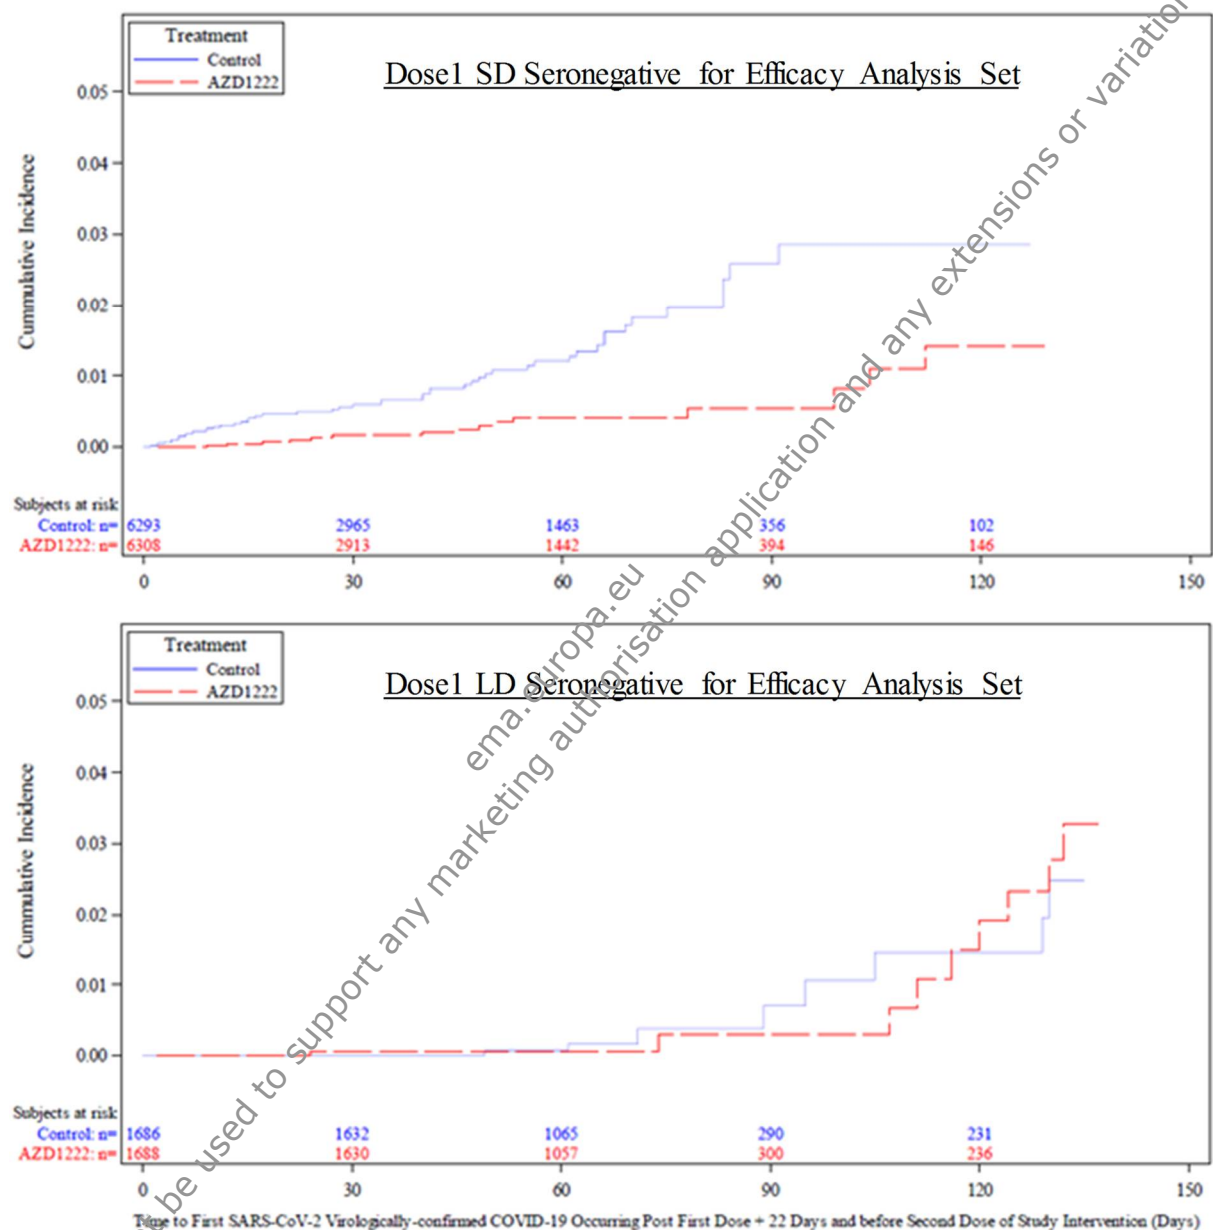 Treatment
Control
AZD1222
Dose1 SD Seronegative for Efficacy Analysis Set
0.05
0.04
0.03
0.02
0.01
0.00
Cummulative Incidence
Subjects at risk
Control: n= 6293 2965 1463 356 102
AZD1222: n= 6308 2913 1442 394 146
0 30 60 90 120 150
Treatment
Control
AZD1222
Dose1 LD Seronegative for Efficacy Analysis Set
0.05
0.04
0.03
0.02
0.01
0.00
Cummulative Incidence
Subjects at risk
Control: n= 1686 1632 1065 290 231
AZD1222: n= 1688 1630 1057 300 236
0 30 60 90 120 150
Time to First SARS-CoV-2 Virologically-confirmed COVID-19 Occurring Post First Dose + 22 Days and before Second Dose of Study Intervention (Days)
ema.europa.eu
be used to support any marketing authorisation application and any extensions or variation